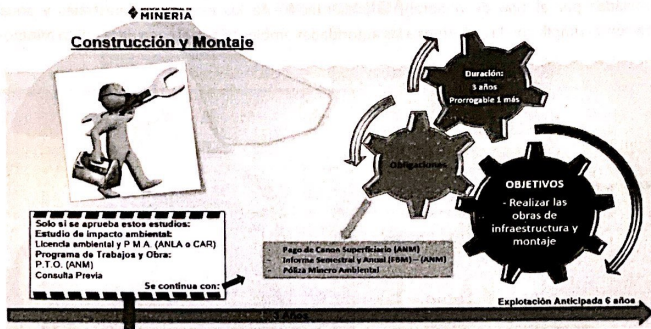 AGENCIA NACIONAL DE
MINERIA
Construcción y Montaje
Duración:
3 años
Prorrogable 1 más
Obligaciones
OBJETIVOS
- Realizar las
obras de
infraestructura y
montaje
Solo si se aprueba estos estudios:
Estudio de impacto ambiental:
Licencia ambiental y P M A. (ANLA o CAR)
Programa de Trabajos y Obra:
P.T.O. (ANM)
Consulta Previa
Se continua con:
- Pago de Canon Superficiario (ANM)
- Informe Semestral y Anual (FBM) – (ANM)
- Póliza Minero Ambiental
Explotación Anticipada 6 años
3 Años